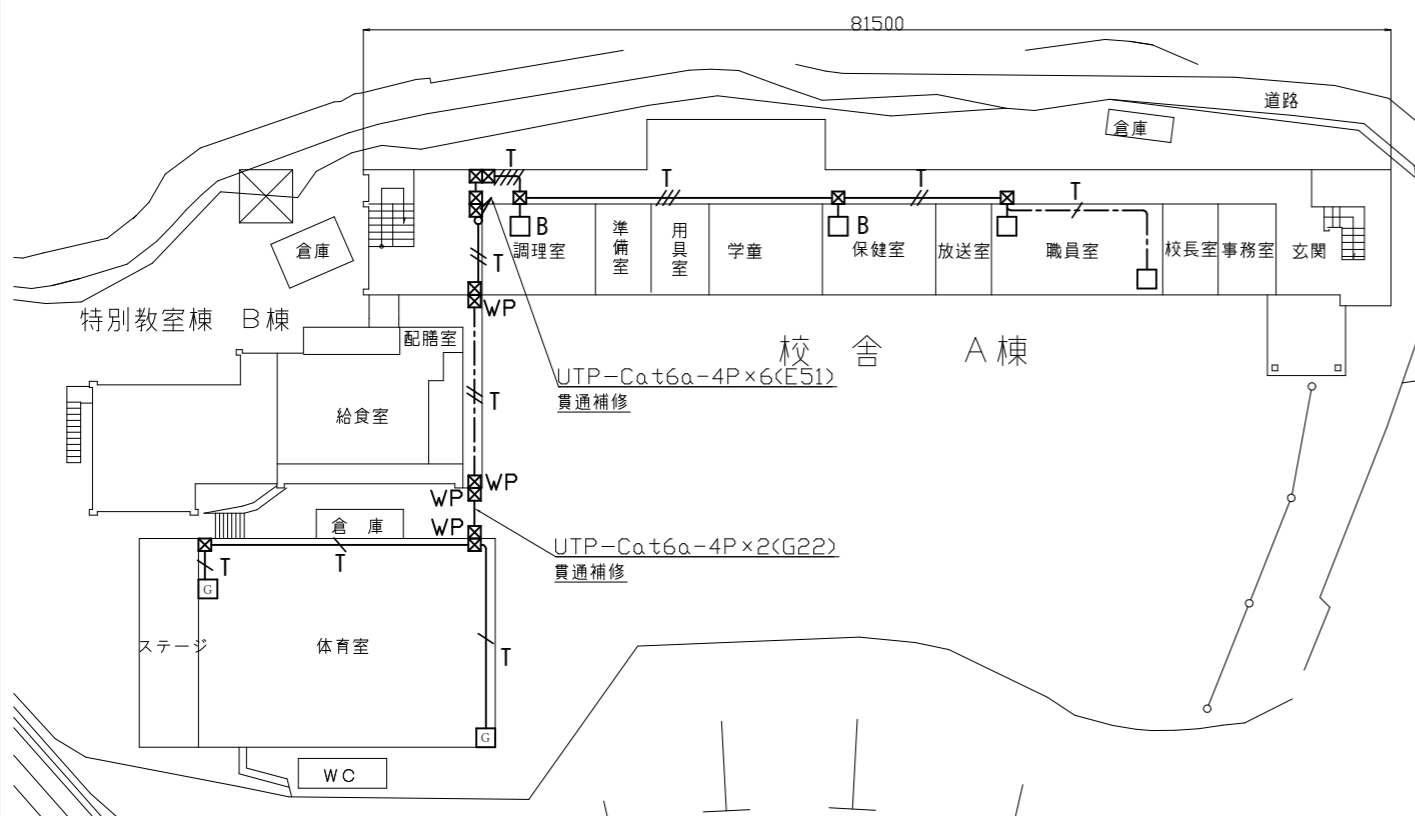 81500
道路
倉庫
T
T
T
T
B
B
調理室
準備室
用具室
学童
保健室
放送室
職員室
校長室
事務室
玄関
倉庫
T
WP
特別教室棟 B棟
配膳室
校 舎 A棟
UTP-Cat6a-4P×6(E51)
貫通補修
T
給食室
WP
WP
WP
倉 庫
UTP-Cat6a-4P×2(G22)
貫通補修
T
T
G
ステージ
体育室
T
G
WC